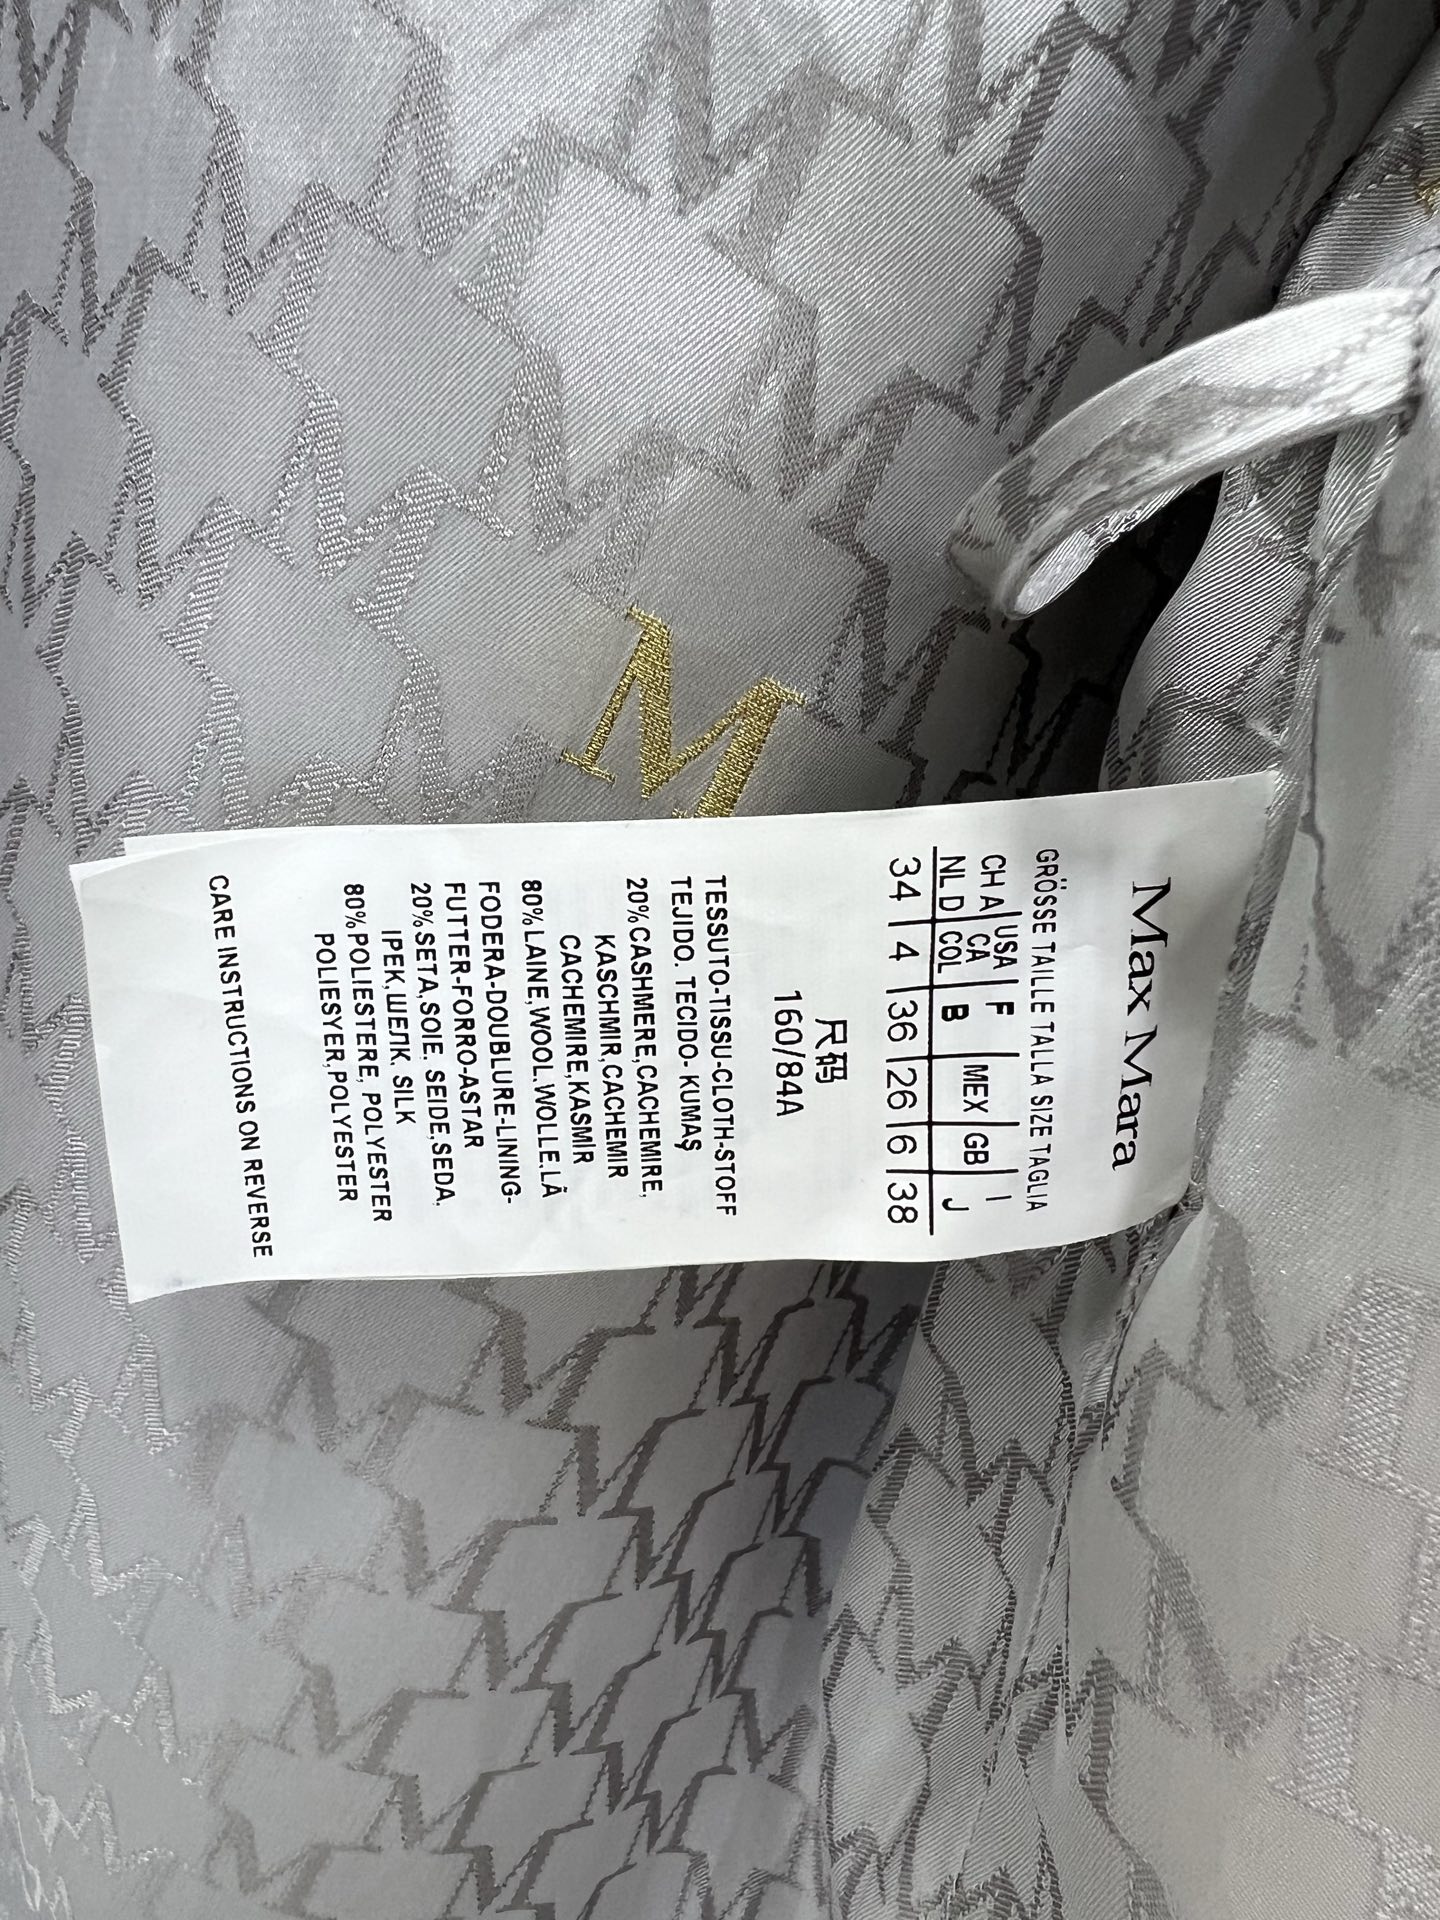 Max Mara
GRÖSSE TAILLE TALLA SIZE TAGLIA
CH A USA F I
NL D CA COL B MEX GB J
34 4 36 26 6 38
尺码
160/84A
TESSUTO-TISSU-CLOTH-STOFF
TEJIDO. TECIDO- KUMAŞ
20%CASHMERE,CACHEMIRE,
KASCHMIR,CACHEMIR
CACHEMIRE,KASMİR
80%LAINE,WOOL.WOLLE.LÃ
FODERA-DOUBLURE-LINING-
FUTTER-FORRO-ASTAR
20%SETA,SOIE. SEIDE,SEDA.
IPEK,ШЕЛК. SILK
80%POLIESTERE, POLYESTER
POLIESYER,POLYESTER
CARE INSTRUCTIONS ON REVERSE
M